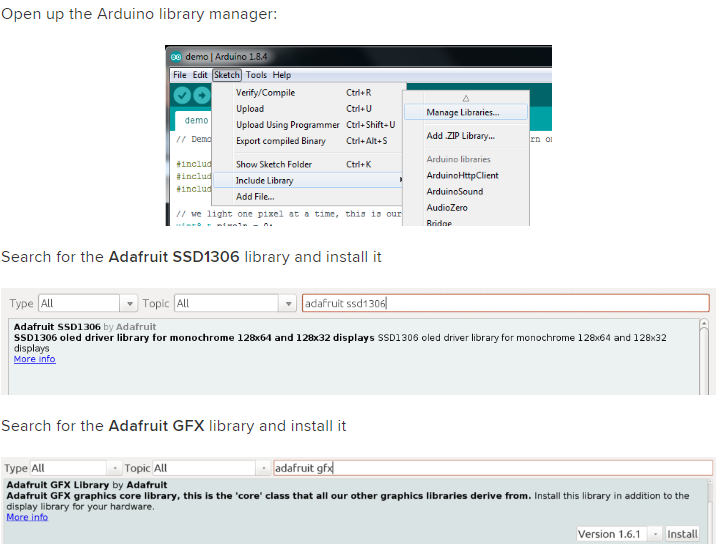 Open up the Arduino library manager:
demo | Arduino 1.8.4
File Edit Sketch Tools Help
Verify/Compile Ctrl+R
Upload Ctrl+U
Upload Using Programmer Ctrl+Shift+U
Export compiled Binary Ctrl+Alt+S
Show Sketch Folder Ctrl+K
Include Library
Add File...
Manage Libraries...
Add .ZIP Library...
Arduino libraries
ArduinoHttpClient
ArduinoSound
AudioZero
Bridge
demo
// Demo
#includ
#includ
#includ
// we light one pixel at a time, this is our
Search for the Adafruit SSD1306 library and install it
Type All Topic All adafruit ssd1306
Adafruit SSD1306 by Adafruit
SSD1306 oled driver library for monochrome 128x64 and 128x32 displays SSD1306 oled driver library for monochrome 128x64 and 128x32
displays
More info
Search for the Adafruit GFX library and install it
Type All Topic All adafruit gfx
Adafruit GFX Library by Adafruit
Adafruit GFX graphics core library, this is the 'core' class that all our other graphics libraries derive from. Install this library in addition to the
display library for your hardware.
More info
Version 1.6.1 Install